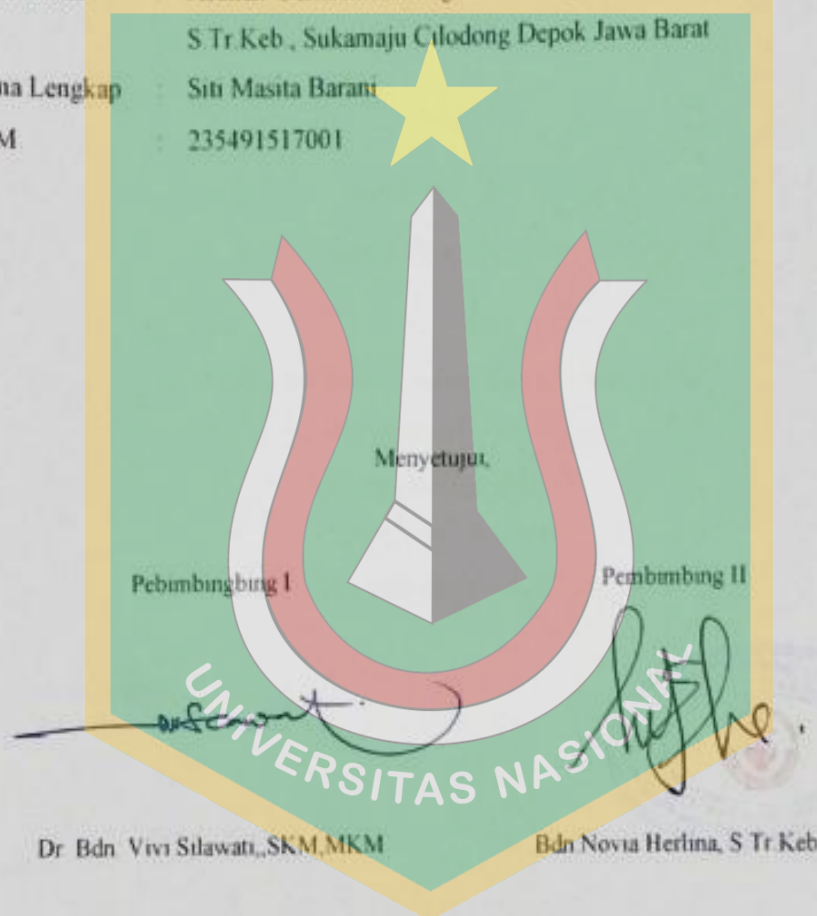 S Tr Keb , Sukamaju Cilodong Depok Jawa Barat
na Lengkap : Siti Masita Barani
M : 235491517001
Menyetujui,
Pebimbingbing I Pembimbing II
UNIVERSITAS NASIONAL
Dr Bdn Vivi Silawati,,SKM,MKM Bdn Novia Herlina, S Tr Keb